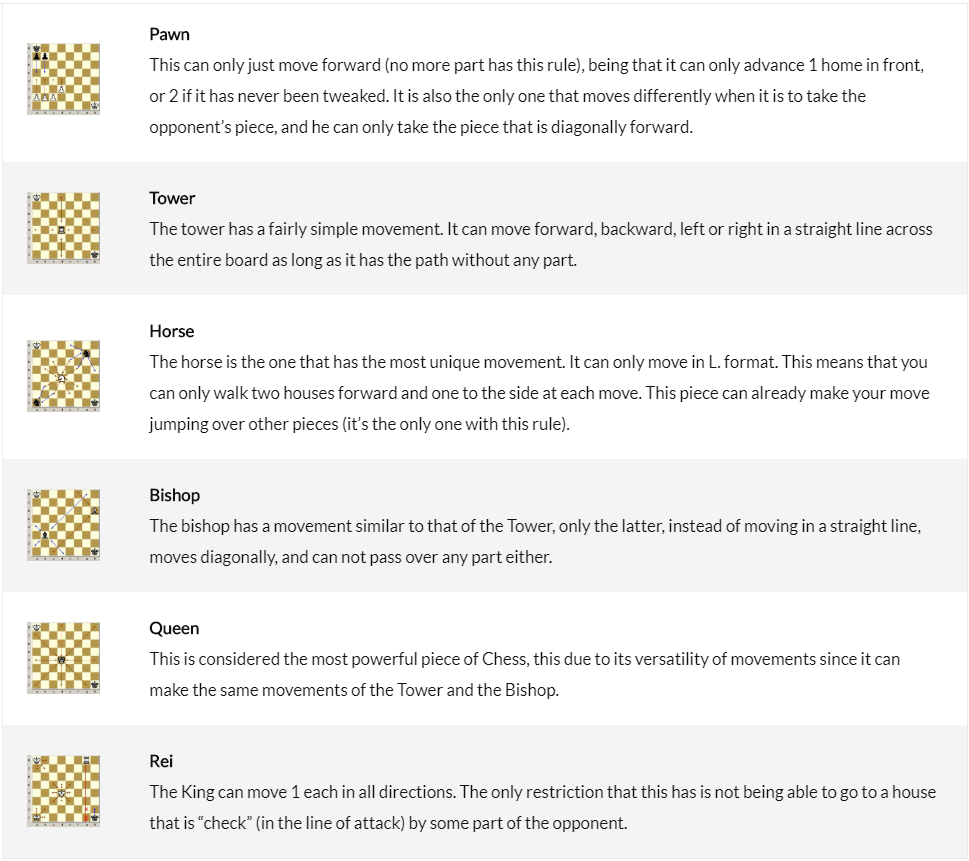 Pawn
This can only just move forward (no more part has this rule), being that it can only advance 1 home in front,
or 2 if it has never been tweaked. It is also the only one that moves differently when it is to take the
opponent’s piece, and he can only take the piece that is diagonally forward.
Tower
The tower has a fairly simple movement. It can move forward, backward, left or right in a straight line across
the entire board as long as it has the path without any part.
Horse
The horse is the one that has the most unique movement. It can only move in L. format. This means that you
can only walk two houses forward and one to the side at each move. This piece can already make your move
jumping over other pieces (it’s the only one with this rule).
Bishop
The bishop has a movement similar to that of the Tower, only the latter, instead of moving in a straight line,
moves diagonally, and can not pass over any part either.
Queen
This is considered the most powerful piece of Chess, this due to its versatility of movements since it can
make the same movements of the Tower and the Bishop.
Rei
The King can move 1 each in all directions. The only restriction that this has is not being able to go to a house
that is “check” (in the line of attack) by some part of the opponent.